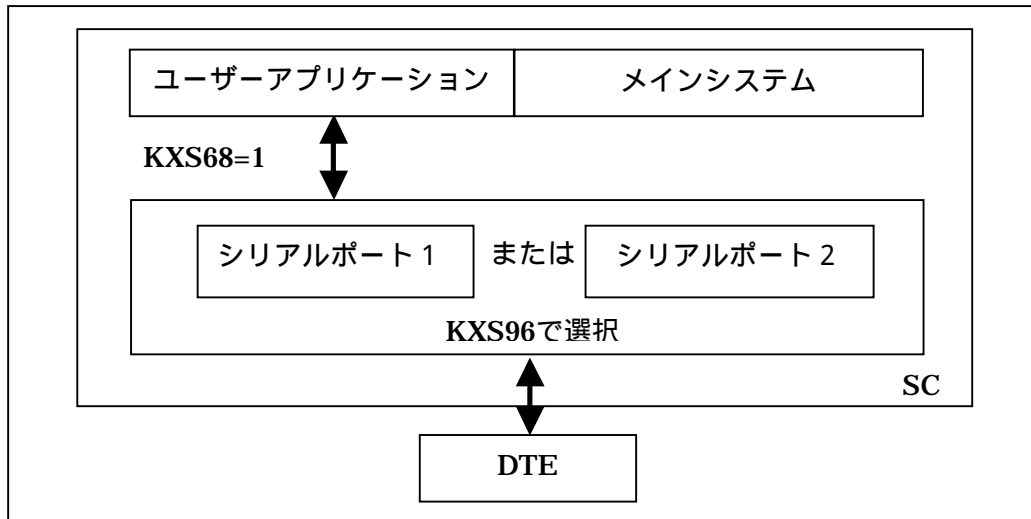 ユーザーアプリケーション
メインシステム
KXS68=1
シリアルポート 1
または
シリアルポート 2
KXS96で選択
SC
DTE